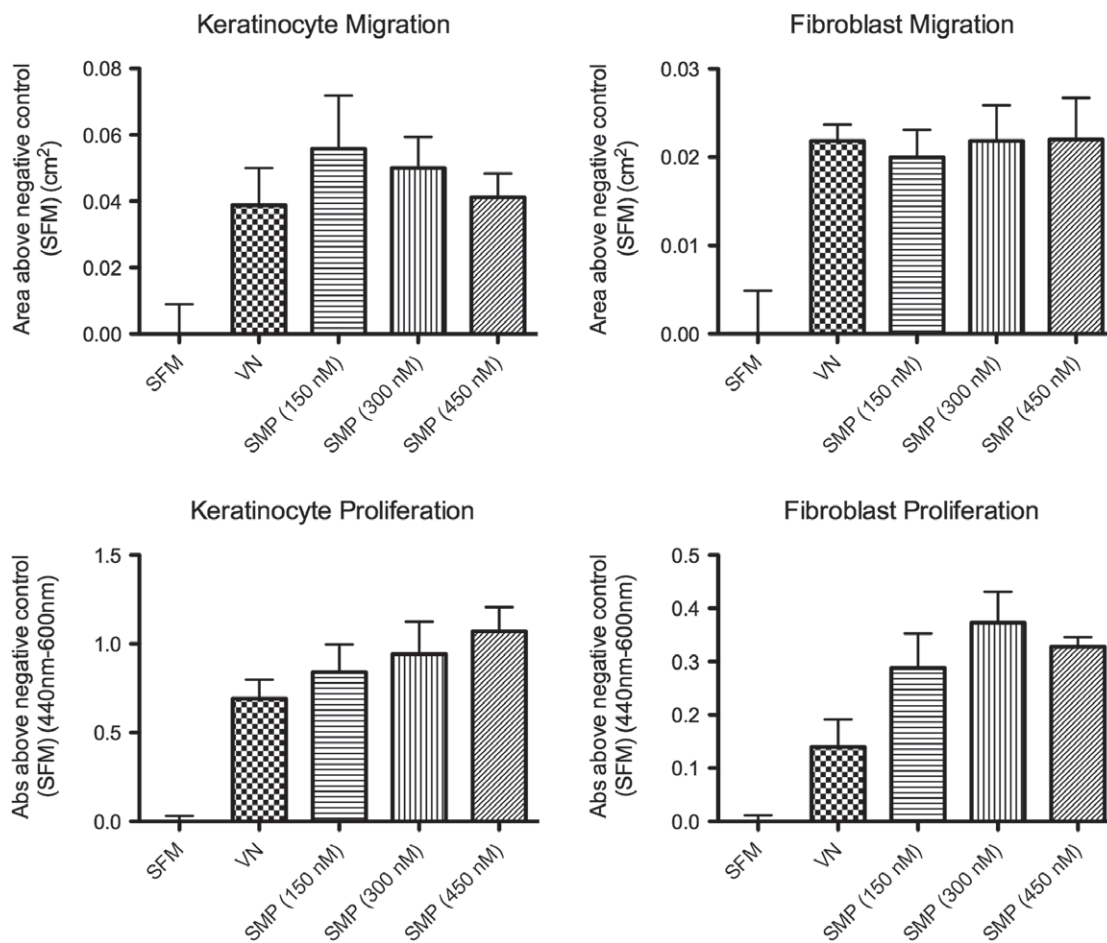 Keratinocyte Migration
Area above negative control
(SFM) (cm²)
0.08
0.06
0.04
0.02
0.00
SFM
VN
SMP (150 nM)
SMP (300 nM)
SMP (450 nM)
Fibroblast Migration
Area above negative control
(SFM) (cm²)
0.03
0.02
0.01
0.00
SFM
VN
SMP (150 nM)
SMP (300 nM)
SMP (450 nM)
Keratinocyte Proliferation
Abs above negative control
(SFM) (440nm-600nm)
1.5
1.0
0.5
0.0
SFM
VN
SMP (150 nM)
SMP (300 nM)
SMP (450 nM)
Fibroblast Proliferation
Abs above negative control
(SFM) (440nm-600nm)
0.5
0.4
0.3
0.2
0.1
0.0
SFM
VN
SMP (150 nM)
SMP (300 nM)
SMP (450 nM)